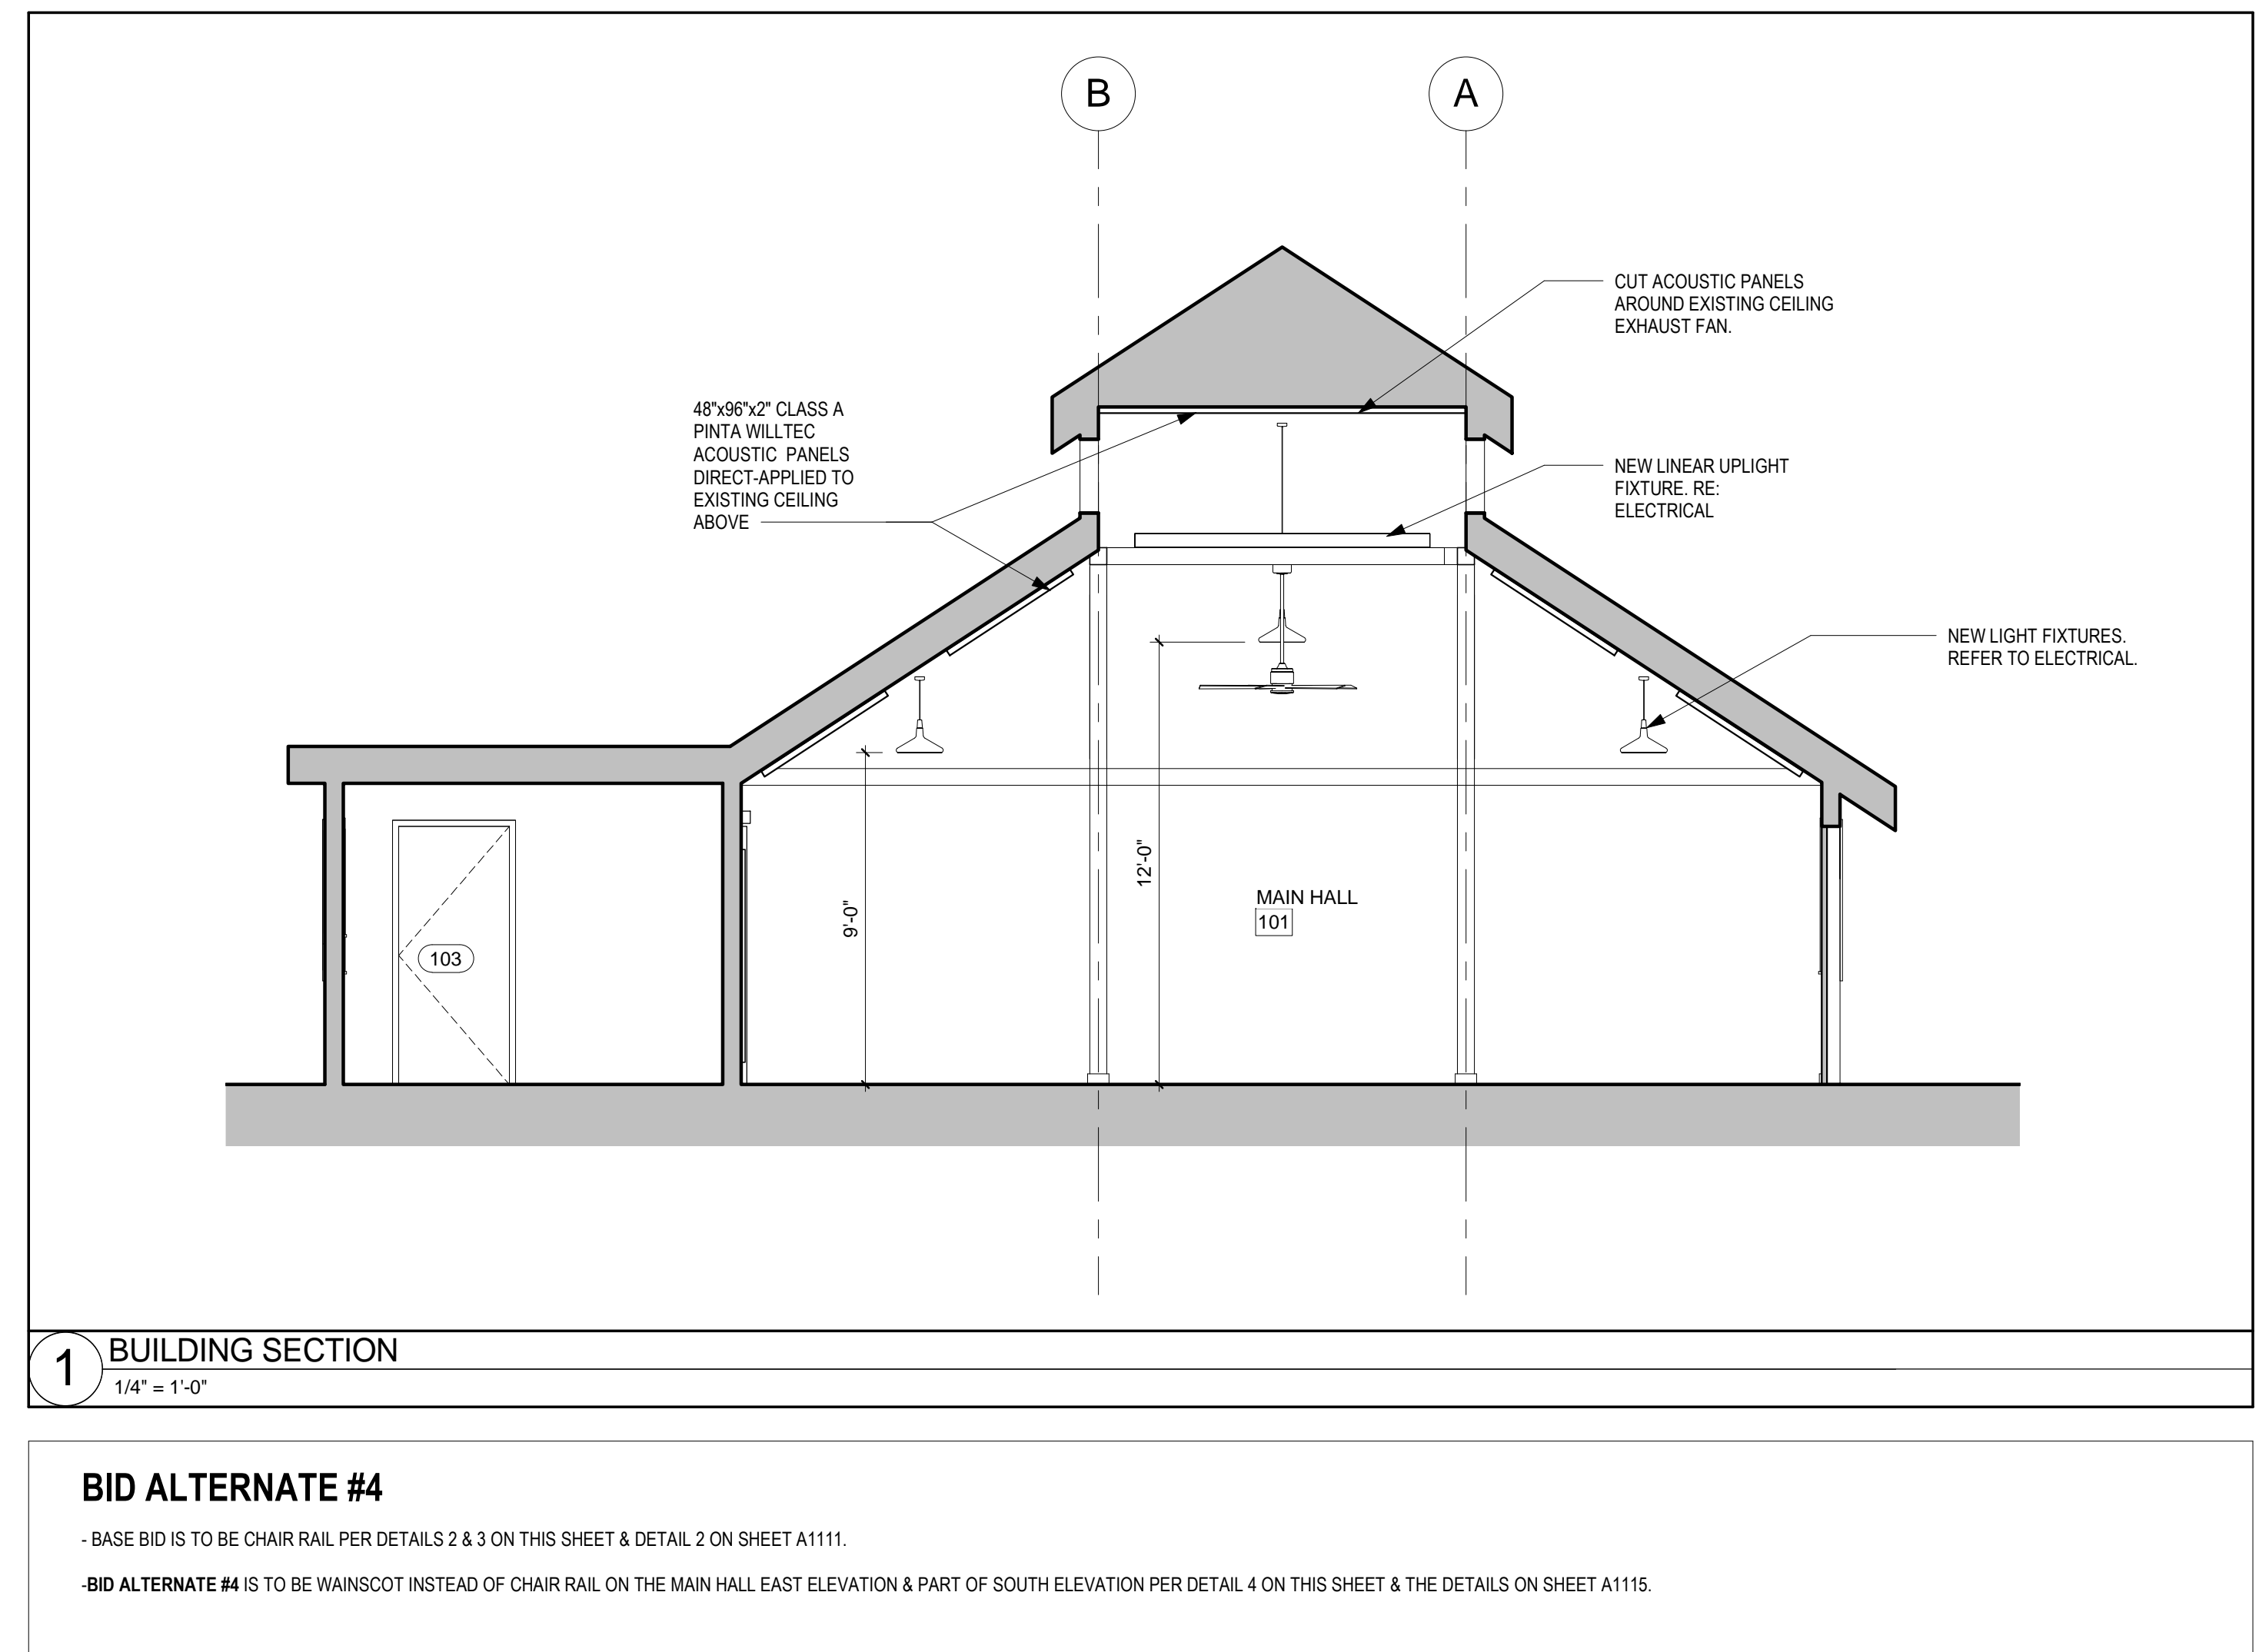 B
A
CUT ACOUSTIC PANELS
AROUND EXISTING CEILING
EXHAUST FAN.
48"x96"x2" CLASS A
PINTA WILLTEC
ACOUSTIC PANELS
DIRECT-APPLIED TO
EXISTING CEILING
ABOVE
NEW LINEAR UPLIGHT
FIXTURE. RE:
ELECTRICAL
NEW LIGHT FIXTURES.
REFER TO ELECTRICAL.
12'-0"
9'-0"
MAIN HALL
101
103
1
BUILDING SECTION
1/4" = 1'-0"
BID ALTERNATE #4
- BASE BID IS TO BE CHAIR RAIL PER DETAILS 2 & 3 ON THIS SHEET & DETAIL 2 ON SHEET A1111.
-BID ALTERNATE #4 IS TO BE WAINSCOT INSTEAD OF CHAIR RAIL ON THE MAIN HALL EAST ELEVATION & PART OF SOUTH ELEVATION PER DETAIL 4 ON THIS SHEET & THE DETAILS ON SHEET A1115.